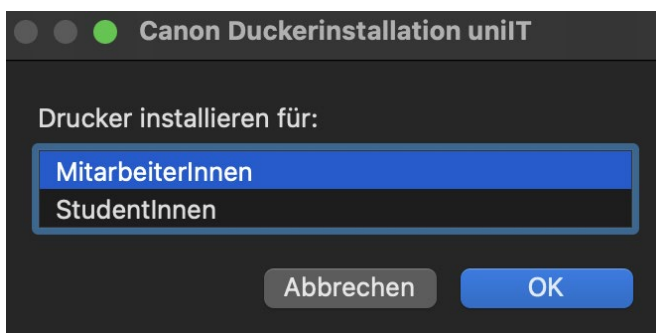 Canon Duckerinstallation uniIT
Drucker installieren für:
MitarbeiterInnen
StudentInnen
Abbrechen OK